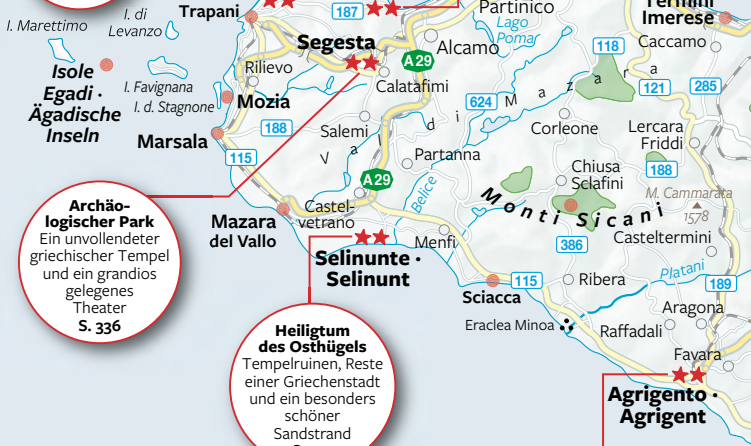 Trapani
I. Marettimo
I. di
Levanzo
187
Partinico
Lago
Poma
Termini
Imerese
Segesta
A29
Alcamo
118
Caccamo
Isole
Egadi ·
Ägadische
Inseln
Rilievo
I. Favignana
I. d. Stagnone
Mozia
Calatafimi
624
Val di Mazara
121
285
Marsala
188
Salemi
Corleone
Lercara
Friddi
115
Partanna
Chiusa
Sclafani
188
A29
Belice
Monti Sicani
M. Cammarata
1578
Archäo-
logischer Park
Ein unvollendeter
griechischer Tempel
und ein grandios
gelegenes
Theater
S. 336
Mazara
del Vallo
Castel-
vetrano
Menfi
386
Casteltermini
Selinunte ·
Selinunt
Sciacca
115
Ribera
Platani
189
Eraclea Minoa
Raffadali
Aragona
Favara
Heiligtum
des Osthügels
Tempelruinen, Reste
einer Griechenstadt
und ein besonders
schöner
Sandstrand
Agrigento ·
Agrigent